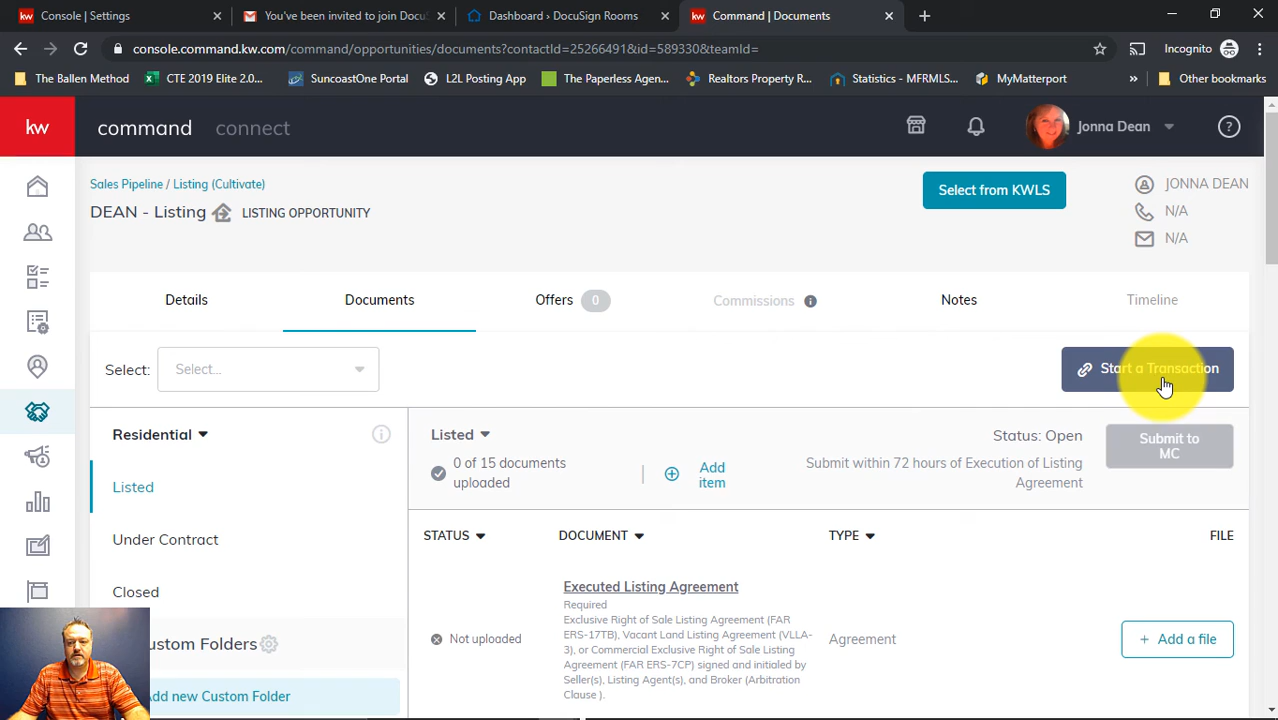 Console | Settings
You've been invited to join DocuS
Dashboard › DocuSign Rooms
kw Command | Documents
console.command.kw.com/command/opportunities/documents?contactId=25266491&id=589330&teamId=
Incognito
The Ballen Method
CTE 2019 Elite 2.0...
SuncoastOne Portal
L2L Posting App
The Paperless Agen...
Realtors Property R...
Statistics - MFRMLS...
MyMatterport
»
Other bookmarks
kw
command
connect
Jonna Dean
?
Sales Pipeline / Listing (Cultivate)
DEAN - Listing
LISTING OPPORTUNITY
Select from KWLS
JONNA DEAN
N/A
N/A
Details
Documents
Offers 0
Commissions
Notes
Timeline
Select:
Select...
Start a Transaction
Residential
Listed
Under Contract
Closed
ustom Folders
Add new Custom Folder
Listed
0 of 15 documents
uploaded
Add
item
Status: Open
Submit within 72 hours of Execution of Listing
Agreement
Submit to
MC
STATUS
DOCUMENT
TYPE
FILE
Not uploaded
Executed Listing Agreement
Required
Exclusive Right of Sale Listing Agreement (FAR
ERS-17TB), Vacant Land Listing Agreement (VLLA-
3), or Commercial Exclusive Right of Sale
Listing Agreement (FAR ERS-7CP) signed and initialed by
Seller(s), Listing Agent(s), and Broker (Arbitration
Clause ).
Agreement
+ Add a file